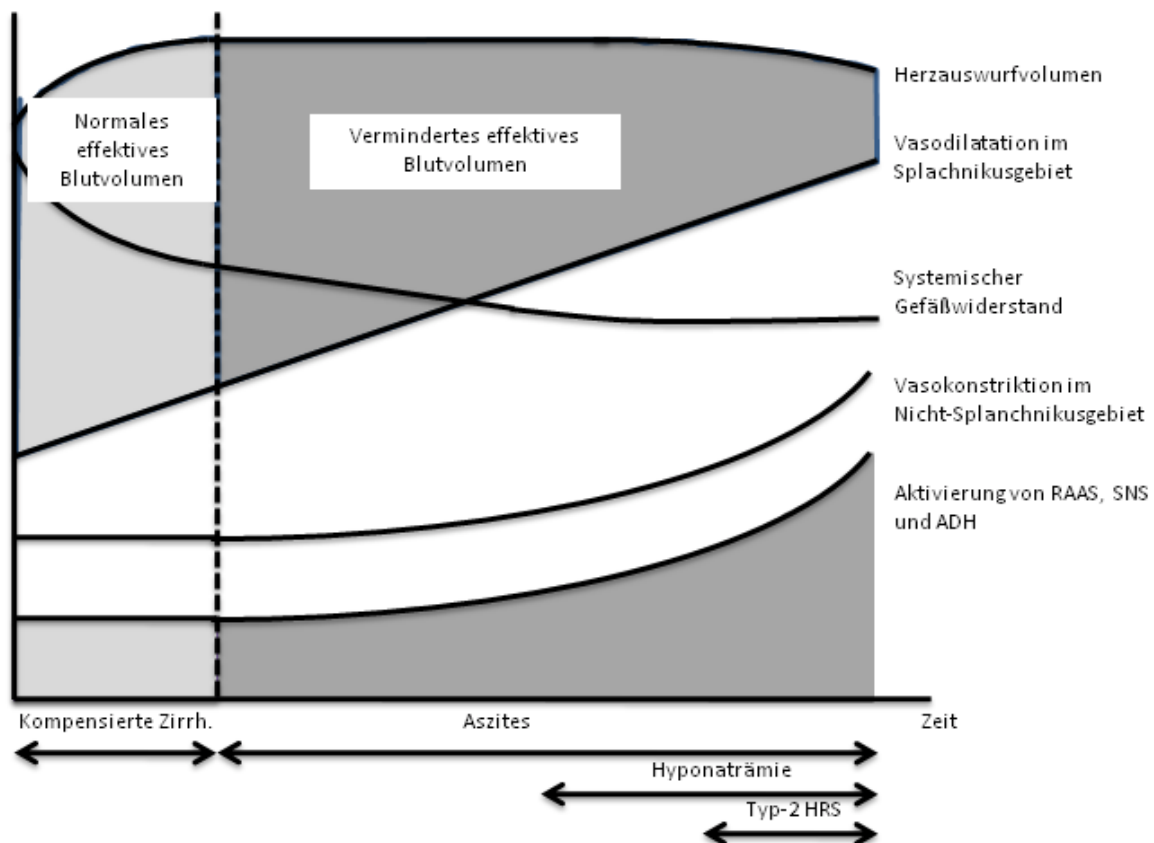 Herzauswurfvolumen
Normales
effektives
Blutvolumen
Vermindertes effektives
Blutvolumen
Vasodilatation im
Splachnikusgebiet
Systemischer
Gefäßwiderstand
Vasokonstriktion im
Nicht-Splanchnikusgebiet
Aktivierung von RAAS, SNS
und ADH
Kompensierte Zirrh.
Aszites
Zeit
Hyponaträmie
Typ-2 HRS